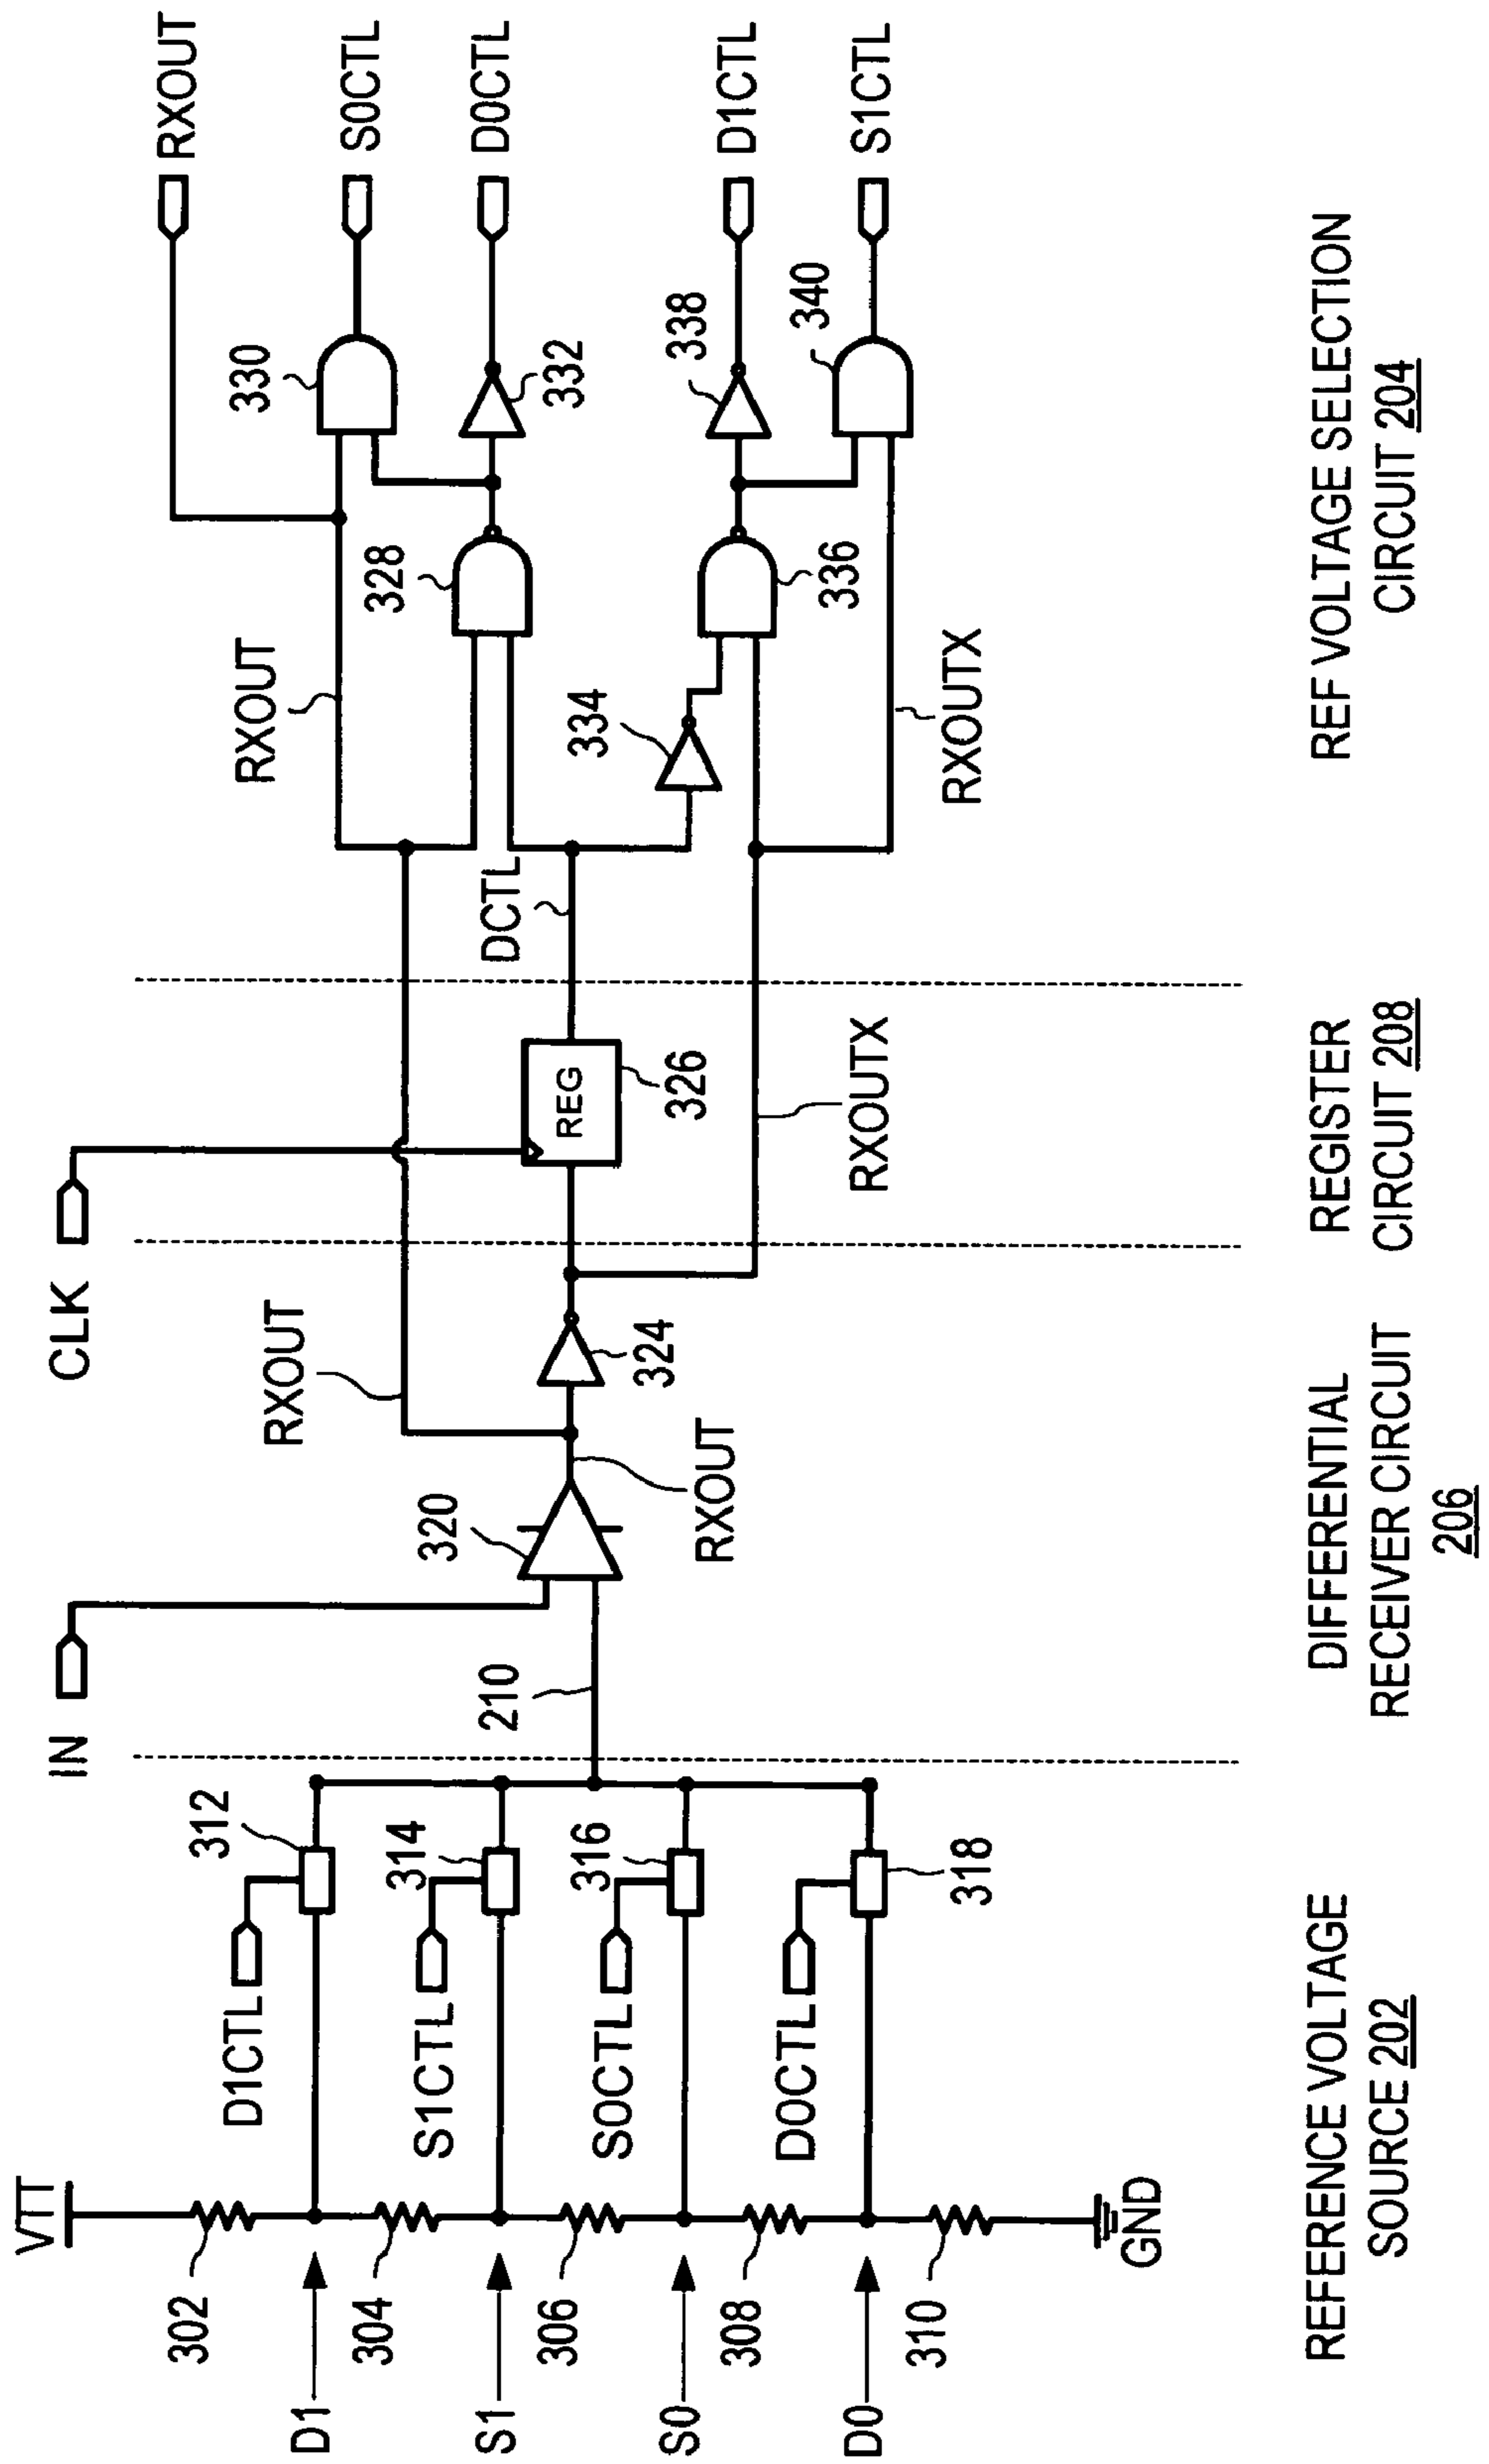 VTT
302
D1
304
S1
306
S0
308
D0
310
GND
D1CTL
312
S1CTL
314
S0CTL
316
D0CTL
318
REFERENCE VOLTAGE
SOURCE 202
IN
210
320
RXOUT
RXOUT
324
DIFFERENTIAL
RECEIVER CIRCUIT
206
CLK
REG
326
RXOUTX
REGISTER
CIRCUIT 208
DCTL
RXOUT
328
330
332
334
336
338
340
RXOUTX
RXOUT
S0CTL
D0CTL
D1CTL
S1CTL
REF VOLTAGE SELECTION
CIRCUIT 204